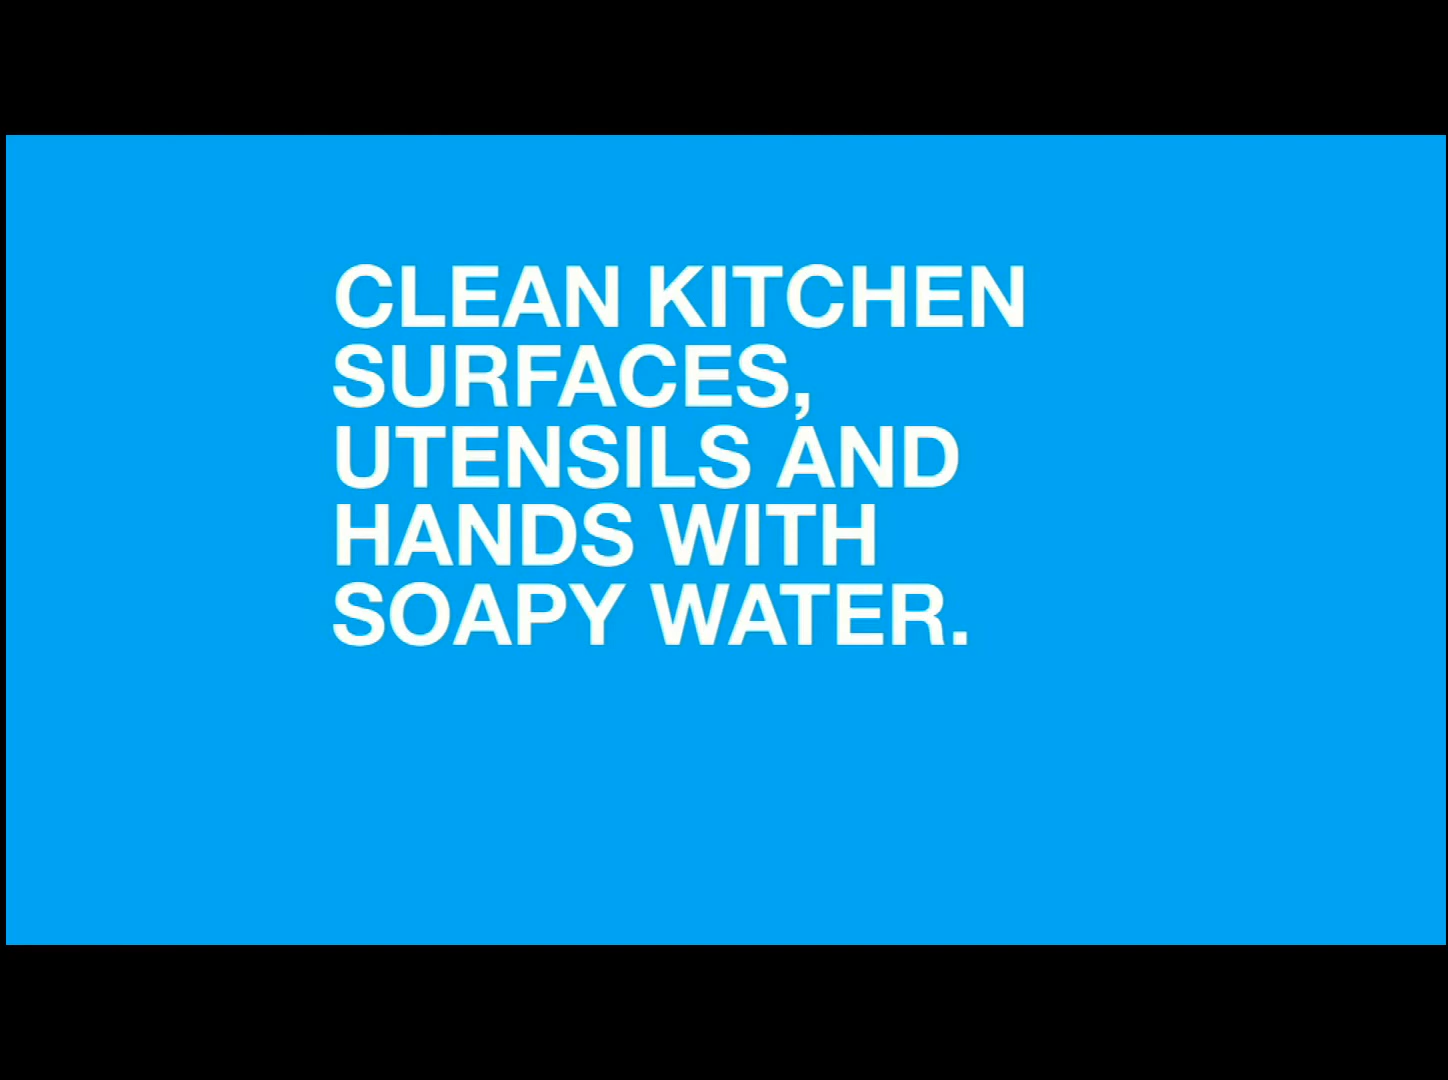 CLEAN KITCHEN
SURFACES,
UTENSILS AND
HANDS WITH
SOAPY WATER.